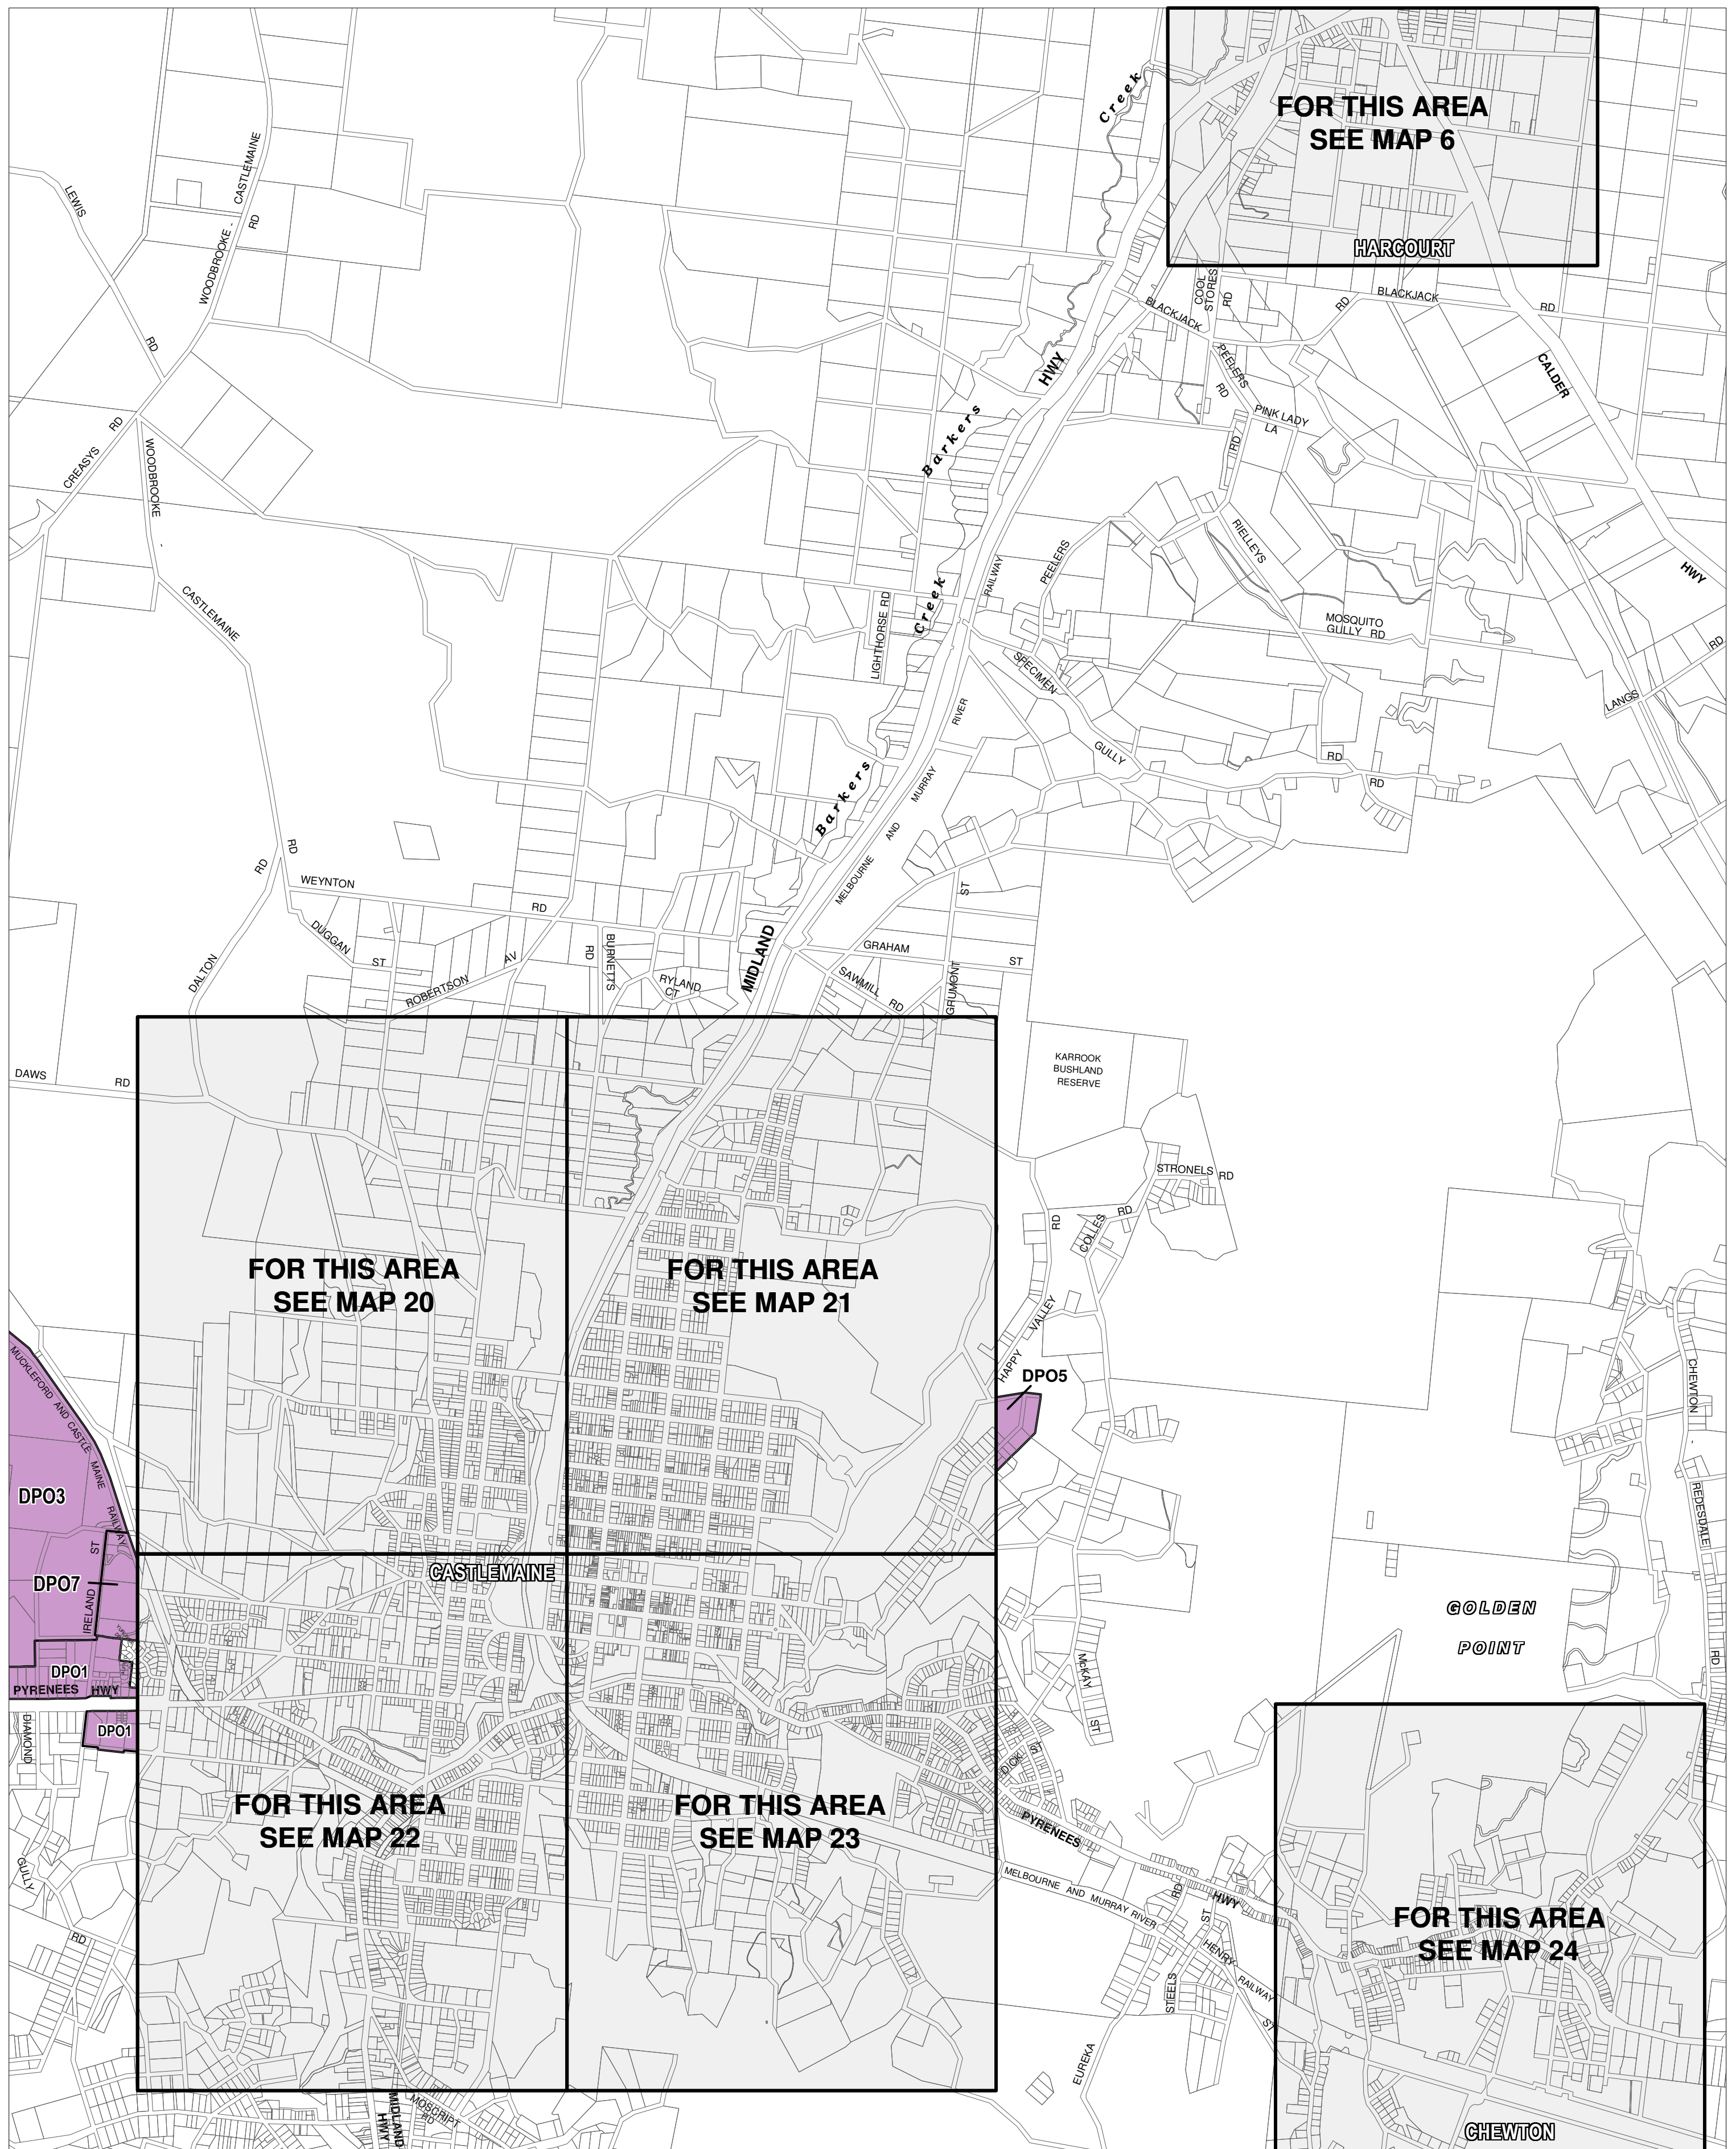 Creek
FOR THIS AREA
SEE MAP 6
HARCOURT
LEWIS
RD
WOODBROOKE - CASTLEMAINE
RD
COOL
STORES
RD
BLACKJACK
RD
BLACKJACK
RD
HWY
PEELERS
RD
CALDER
PINK LADY
LA
RD
CREASYS
RD
WOODBROOKE
Barkers
RIELLEYS
PEELERS
RAILWAY
HWY
CASTLEMAINE
Creek
LIGHTHORSE RD
MOSQUITO
GULLY RD
RD
SPECIMEN
LANGS
RIVER
GULLY
RD
RD
MURRAY
Barkers
AND
MELBOURNE
RD
RD
WEYNTON
RD
ST
DUGGAN
ST
DALTON
ROBERTSON
AV
RD
BURNETTS
RYLAND
CT
MIDLAND
GRAHAM
ST
SAWMILL
RD
GRUMONT
DAWS
RD
KARROOK
BUSHLAND
RESERVE
STRONELS
RD
RD
COLLES
RD
FOR THIS AREA
SEE MAP 20
FOR THIS AREA
SEE MAP 21
HAPPY
VALLEY
DPO5
CHEWTON
MUCKLEFORD AND CASTLE MAINE RAILWAY
DPO3
REDESDALE
ST
DPO7
IRELAND
CASTLEMAINE
GOLDEN
POINT
RD
DPO1
PYRENEES HWY
McKAY
ST
DPO1
DIAMOND
DICK
ST
FOR THIS AREA
SEE MAP 22
FOR THIS AREA
SEE MAP 23
PYRENEES
GULLY
MELBOURNE AND MURRAY RIVER
RD
HWY
ST
FOR THIS AREA
SEE MAP 24
RD
HENRY
STEELS
RAILWAY
ST
EUREKA
MIDLAND
HWY
MOSCRIPT
RD
CHEWTON